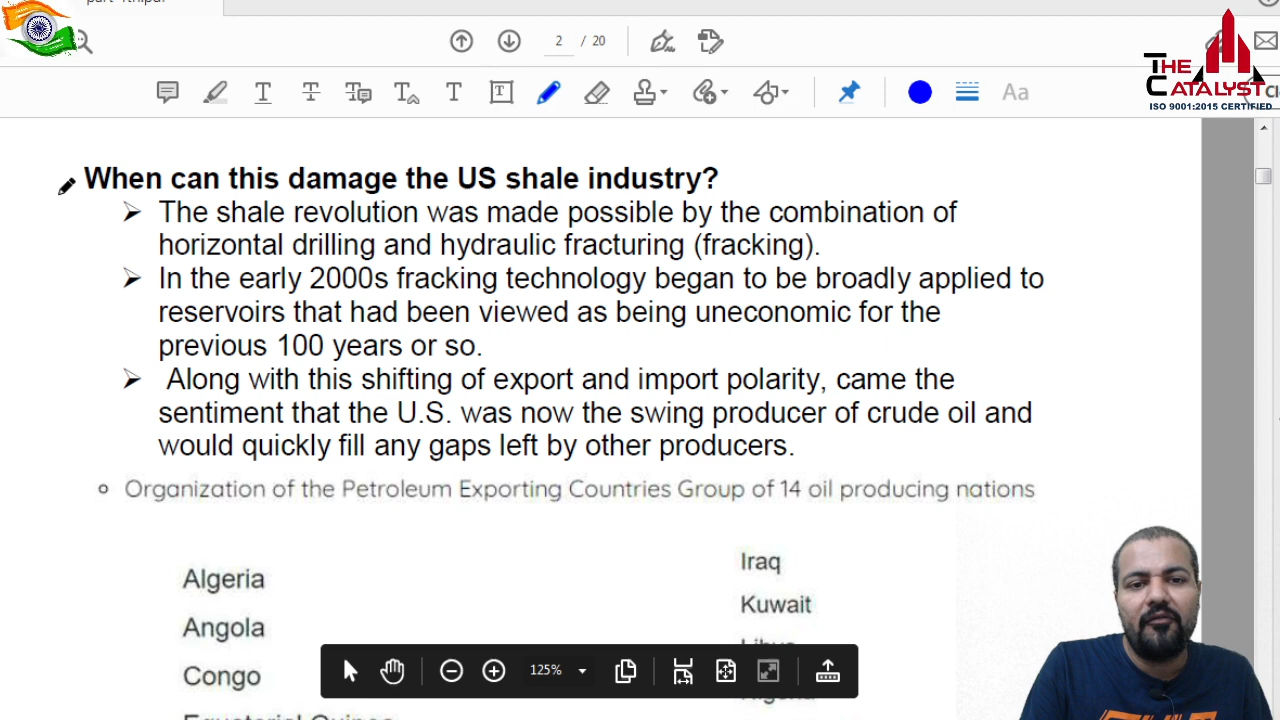 2 / 20
THE
CATALYST
ISO 9001:2015 CERTIFIED
Aa
When can this damage the US shale industry?
➢ The shale revolution was made possible by the combination of
horizontal drilling and hydraulic fracturing (fracking).
➢ In the early 2000s fracking technology began to be broadly applied to
reservoirs that had been viewed as being uneconomic for the
previous 100 years or so.
➢ Along with this shifting of export and import polarity, came the
sentiment that the U.S. was now the swing producer of crude oil and
would quickly fill any gaps left by other producers.
Organization of the Petroleum Exporting Countries Group of 14 oil producing nations
Algeria
Angola
Congo
Iraq
Kuwait
125%